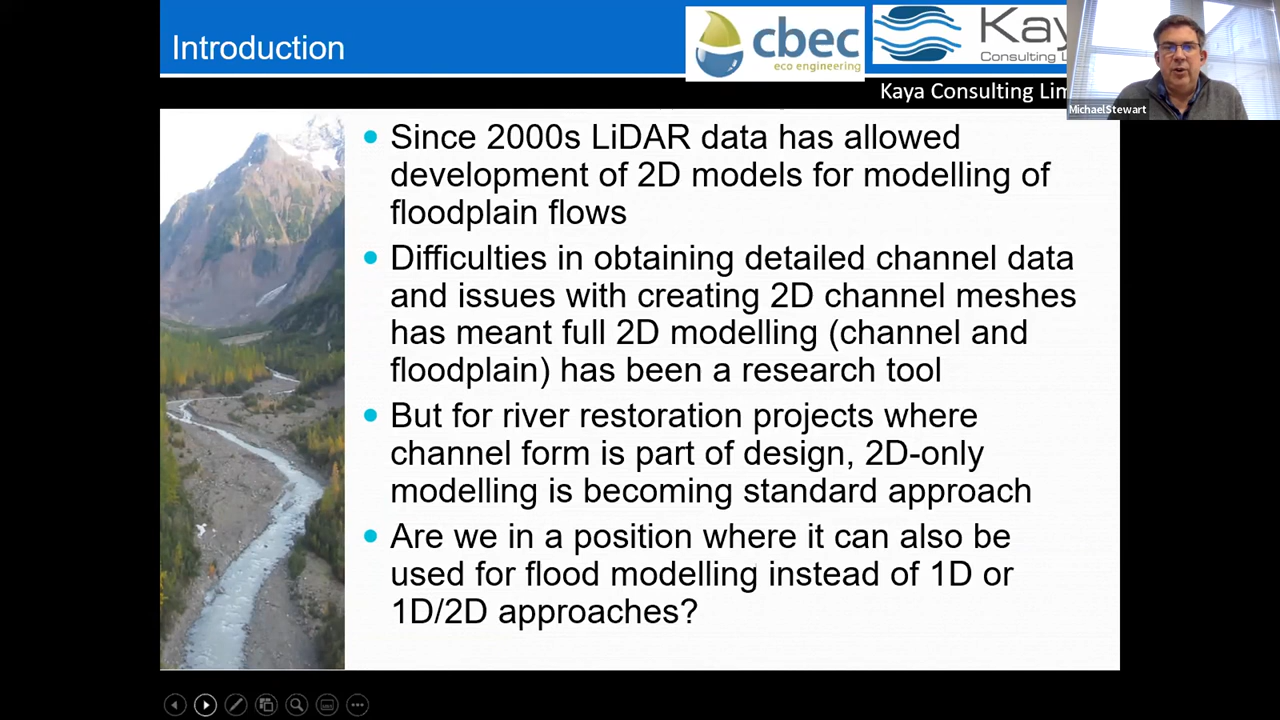 Introduction
cbec
eco engineering
Kay
Consulting L
Kaya Consulting Lim
Michael Stewart
Since 2000s LiDAR data has allowed
development of 2D models for modelling of
floodplain flows
Difficulties in obtaining detailed channel data
and issues with creating 2D channel meshes
has meant full 2D modelling (channel and
floodplain) has been a research tool
But for river restoration projects where
channel form is part of design, 2D-only
modelling is becoming standard approach
Are we in a position where it can also be
used for flood modelling instead of 1D or
1D/2D approaches?